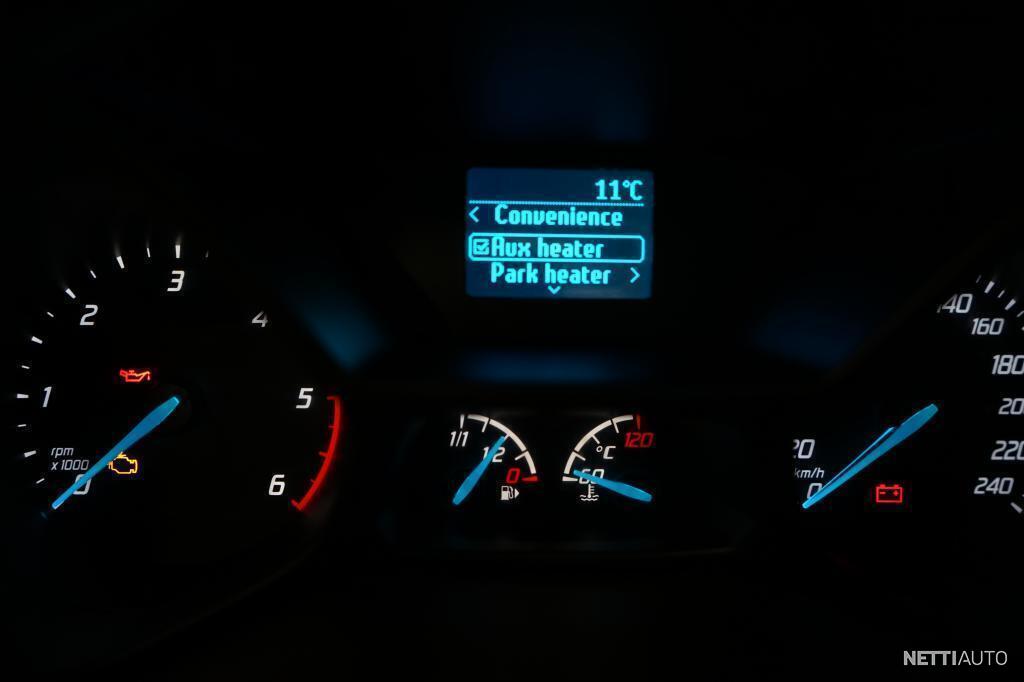 11°C
< Convenience
Aux heater
Park heater >
3
2
4
1
5
rpm
x1000
0
6
1/1
1/2
0
120
°C
60
20
km/h
0
140
160
180
220
240
NETTIAUTO